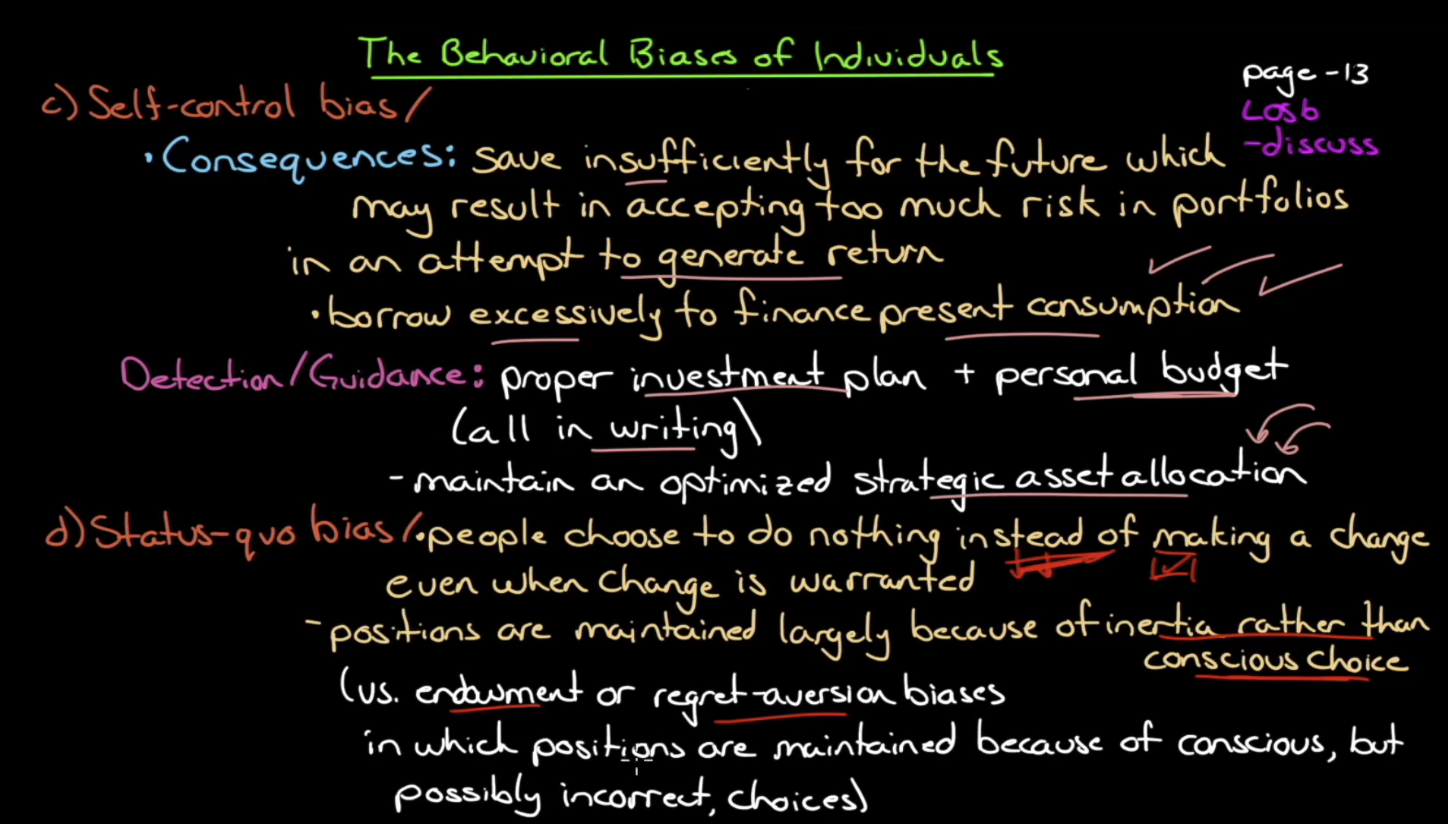 The Behavioral Biases of Individuals
page -13
LOS b
-discuss
c) Self-control bias/
• Consequences: save insufficiently for the future which
may result in accepting too much risk in portfolios
in an attempt to generate return
• borrow excessively to finance present consumption
Detection/Guidance: proper investment plan + personal budget
(all in writing)
- maintain an optimized strategic asset allocation
d) Status-quo bias/ • people choose to do nothing instead of making a change
even when change is warranted
- positions are maintained largely because of inertia rather than
conscious choice
(vs. endowment or regret-aversion biases
in which positions are maintained because of conscious, but
possibly incorrect, choices)